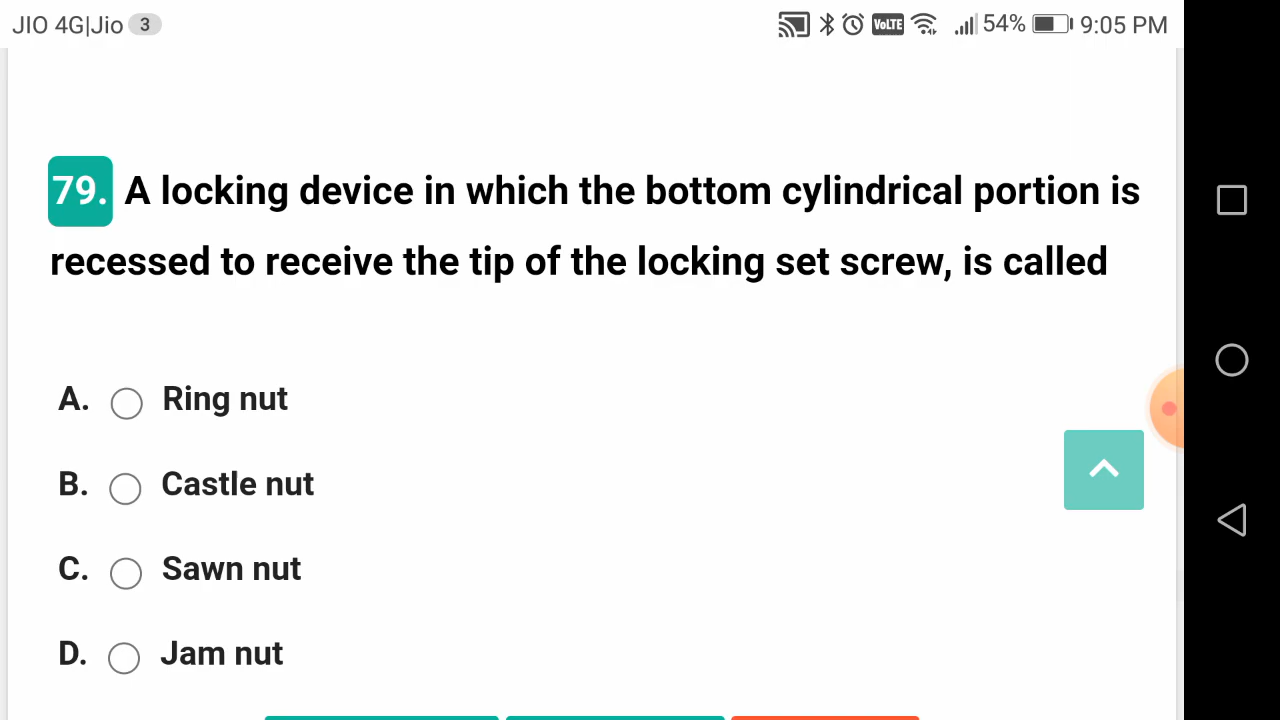 JIO 4G|Jio 3 VoLTE 54% 9:05 PM
79. A locking device in which the bottom cylindrical portion is
recessed to receive the tip of the locking set screw, is called
A. Ring nut
B. Castle nut
C. Sawn nut
D. Jam nut